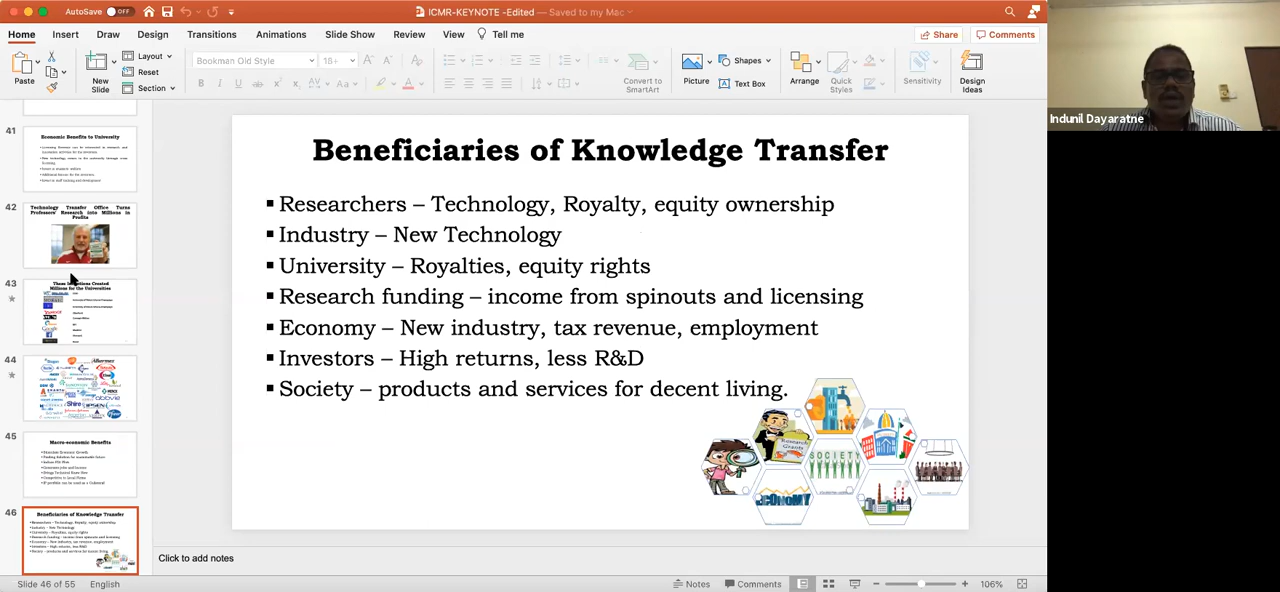 AutoSave OFF
ICMR-KEYNOTE -Edited — Saved to my Mac
Home Insert Draw Design Transitions Animations Slide Show Review View Tell me
Share Comments
Paste
New Slide
Layout
Reset
Section
Bookman Old Style 18+
Convert to SmartArt
Picture
Shapes
Text Box
Arrange
Quick Styles
Sensitivity
Design Ideas
Indunil Dayaratne
41
Economic Benefits to University
42
Technology Transfer Office Turns Professors' Research into Millions in Profits
43
These Inventions Created
Millions for the Universities
44
45
Macro-economic Benefits
46
Beneficiaries of Knowledge Transfer
Beneficiaries of Knowledge Transfer
Researchers – Technology, Royalty, equity ownership
Industry – New Technology
University – Royalties, equity rights
Research funding – income from spinouts and licensing
Economy – New industry, tax revenue, employment
Investors – High returns, less R&D
Society – products and services for decent living.
Research Grants
SOCIETY
ECONOMY
Click to add notes
Slide 46 of 55 English
Notes Comments 106%